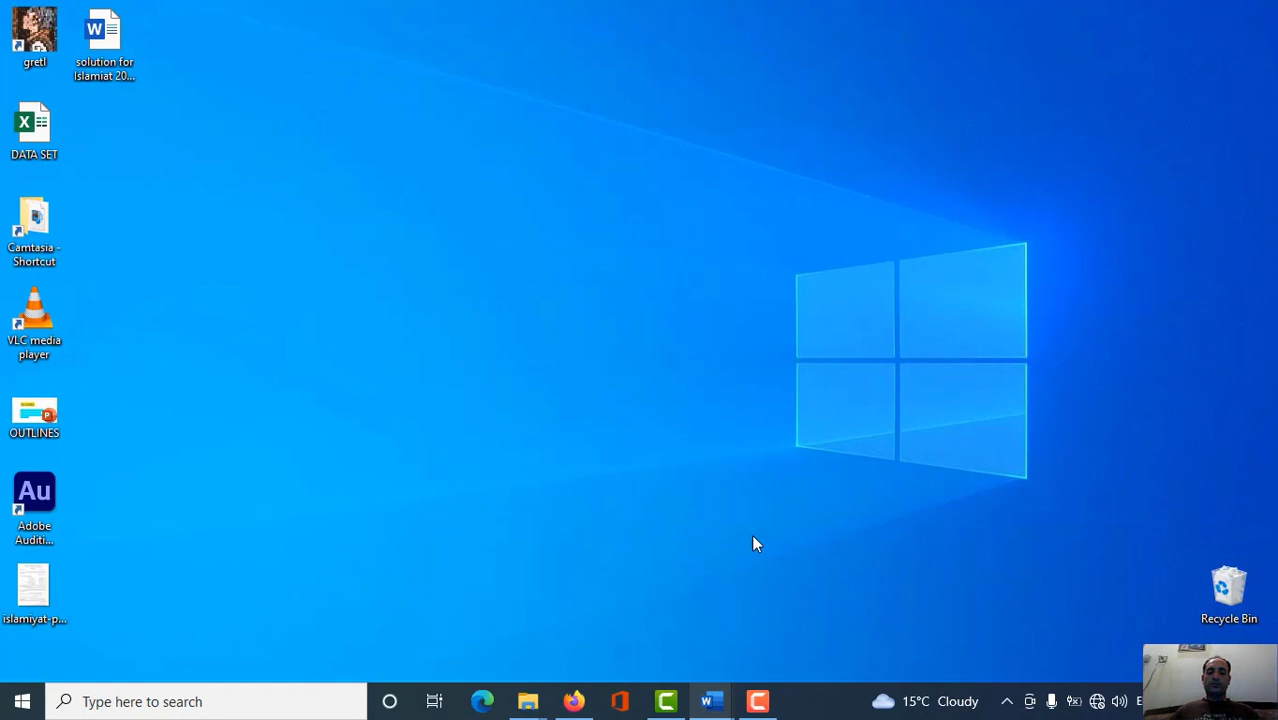 gretl
solution for
Islamiat 20...
DATA SET
Camtasia -
Shortcut
VLC media
player
OUTLINES
Au
Adobe
Auditi...
islamiyat-p...
Recycle Bin
Type here to search
15°C Cloudy
E